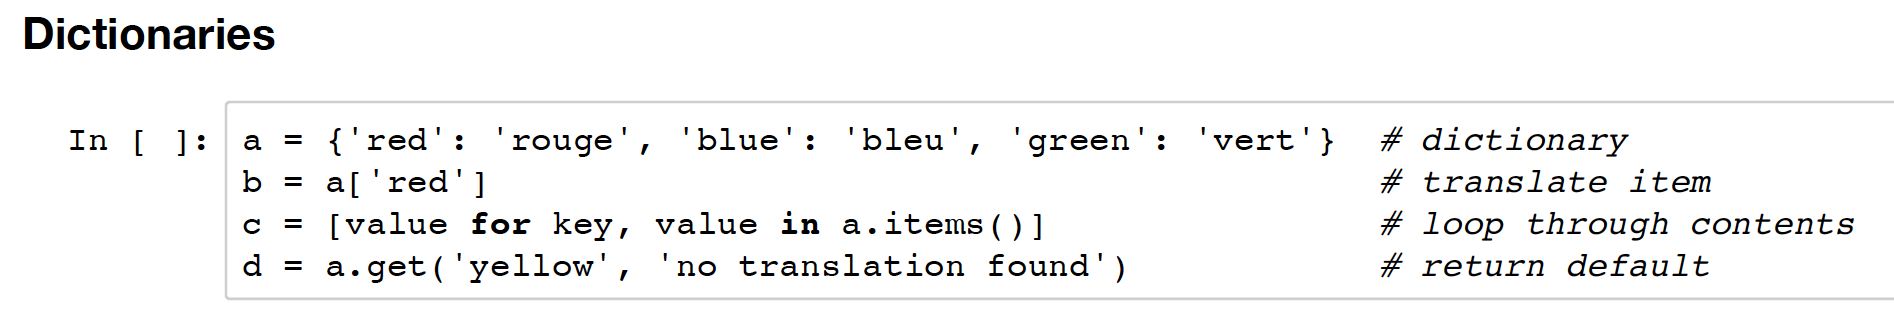 Dictionaries
In [ ]: a = {'red': 'rouge', 'blue': 'bleu', 'green': 'vert'}  # dictionary
b = a['red']                                           # translate item
c = [value for key, value in a.items()]                # loop through contents
d = a.get('yellow', 'no translation found')            # return default